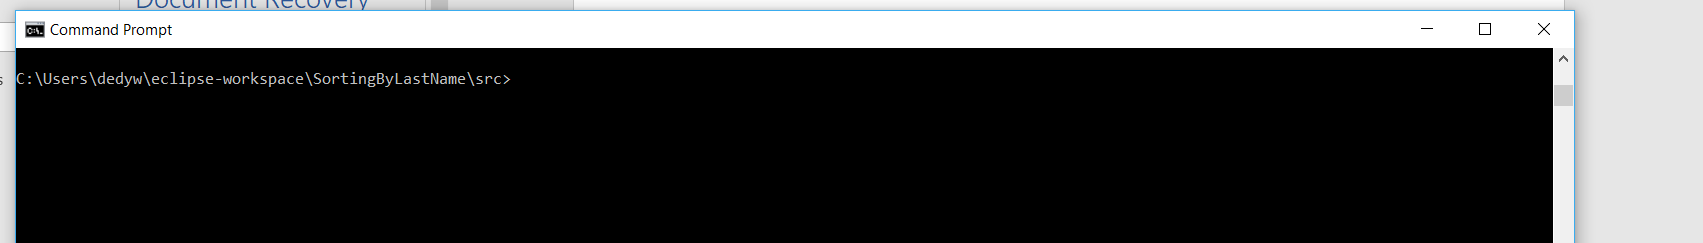 Document Recovery
Command Prompt
s
C:\Users\dedyw\eclipse-workspace\SortingByLastName\src>